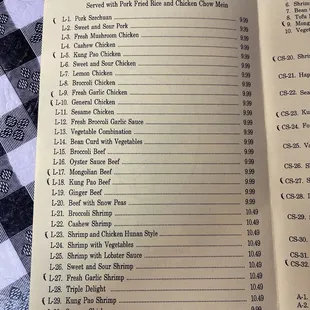 Served with Pork Fried Rice and Chicken Chow Mein
L-1. Pork Szechuan 9.99
L-2. Sweet and Sour Pork 9.99
L-3. Fresh Mushroom Chicken 9.99
L-4. Cashew Chicken 9.99
L-5. Kung Pao Chicken 9.99
L-6. Sweet and Sour Chicken 9.99
L-7. Lemon Chicken 9.99
L-8. Broccoli Chicken 9.99
L-9. Fresh Garlic Chicken 9.99
L-10. General Chicken 9.99
L-11. Sesame Chicken 9.99
L-12. Fresh Broccoli Garlic Sauce 9.99
L-13. Vegetable Combination 9.99
L-14. Bean Curd with Vegetables 9.99
L-15. Broccoli Beef 9.99
L-16. Oyster Sauce Beef 9.99
L-17. Mongolian Beef 9.99
L-18. Kung Pao Beef 9.99
L-19. Ginger Beef 9.99
L-20. Beef with Snow Peas 9.99
L-21. Broccoli Shrimp 10.49
L-22. Cashew Shrimp 10.49
L-23. Shrimp and Chicken Hunan Style 10.49
L-24. Shrimp with Vegetables 10.49
L-25. Shrimp with Lobster Sauce 10.49
L-26. Sweet and Sour Shrimp 10.49
L-27. Fresh Garlic Shrimp 10.49
L-28. Triple Delight 10.49
L-29. Kung Pao Shrimp 10.49
6.
7. Bean
8. Tofu
9.
10.
CS-20.
CS-21.
CS-22.
CS-23.
CS-24.
CS-25.
CS-26.
CS-27.
CS-28.
CS-29.
CS-30.
CS-31.
CS-32.
A-1.
A-2.